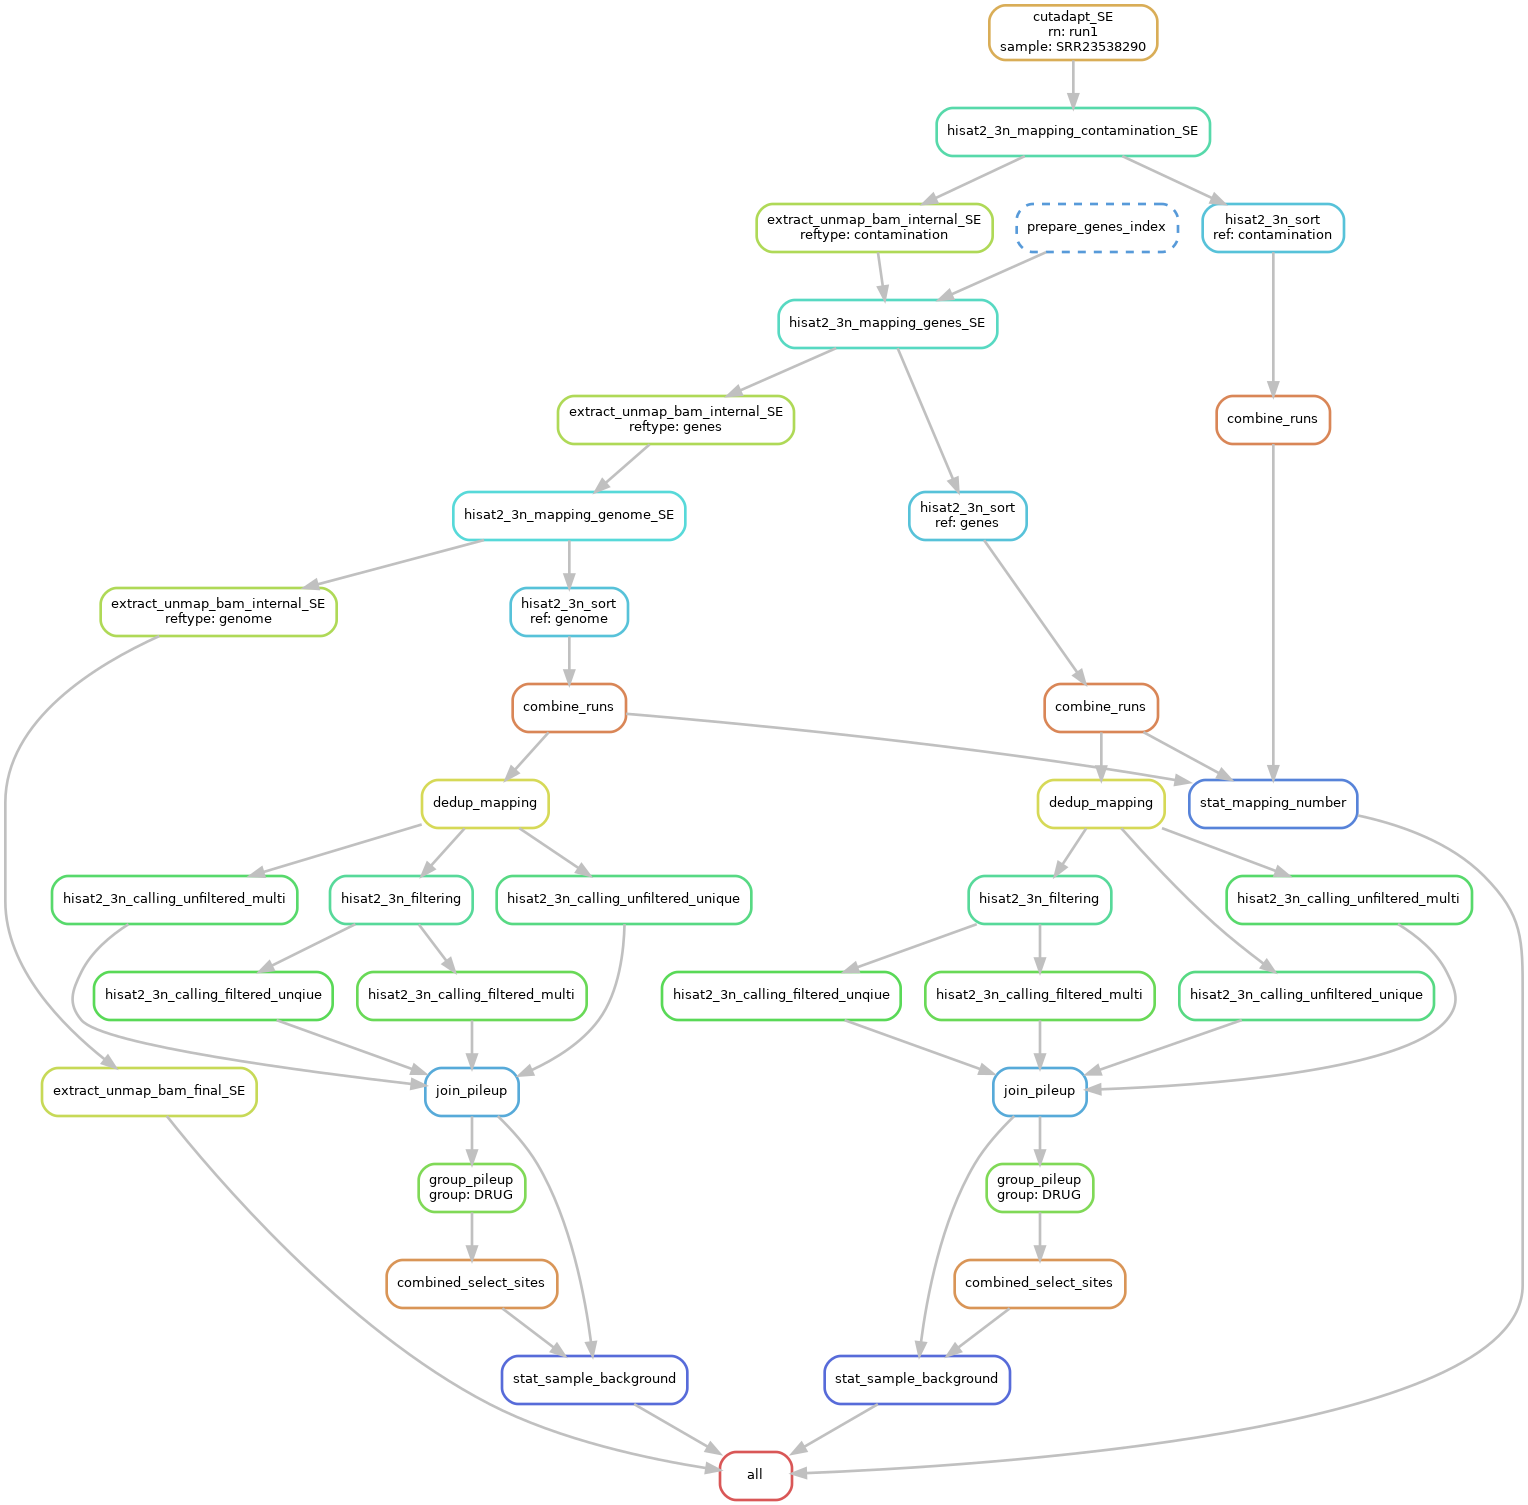 cutadapt_SE
rn: run1
sample: SRR23538290
hisat2_3n_mapping_contamination_SE
extract_unmap_bam_internal_SE
reftype: contamination
prepare_genes_index
hisat2_3n_sort
ref: contamination
hisat2_3n_mapping_genes_SE
extract_unmap_bam_internal_SE
reftype: genes
combine_runs
hisat2_3n_mapping_genome_SE
hisat2_3n_sort
ref: genes
extract_unmap_bam_internal_SE
reftype: genome
hisat2_3n_sort
ref: genome
combine_runs
combine_runs
dedup_mapping
dedup_mapping
stat_mapping_number
hisat2_3n_calling_unfiltered_multi
hisat2_3n_filtering
hisat2_3n_calling_unfiltered_unique
hisat2_3n_filtering
hisat2_3n_calling_unfiltered_multi
hisat2_3n_calling_filtered_unqiue
hisat2_3n_calling_filtered_multi
hisat2_3n_calling_filtered_unqiue
hisat2_3n_calling_filtered_multi
hisat2_3n_calling_unfiltered_unique
extract_unmap_bam_final_SE
join_pileup
join_pileup
group_pileup
group: DRUG
group_pileup
group: DRUG
combined_select_sites
combined_select_sites
stat_sample_background
stat_sample_background
all